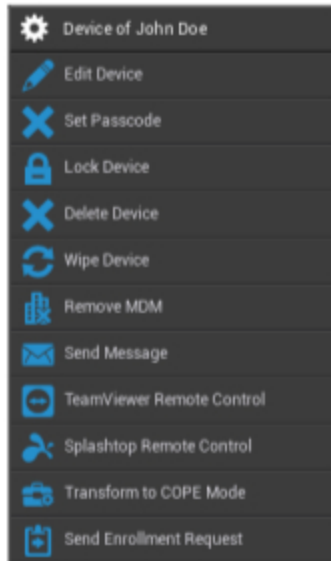 Device of John Doe
Edit Device
Set Passcode
Lock Device
Delete Device
Wipe Device
Remove MDM
Send Message
TeamViewer Remote Control
Splashtop Remote Control
Transform to COPE Mode
Send Enrollment Request